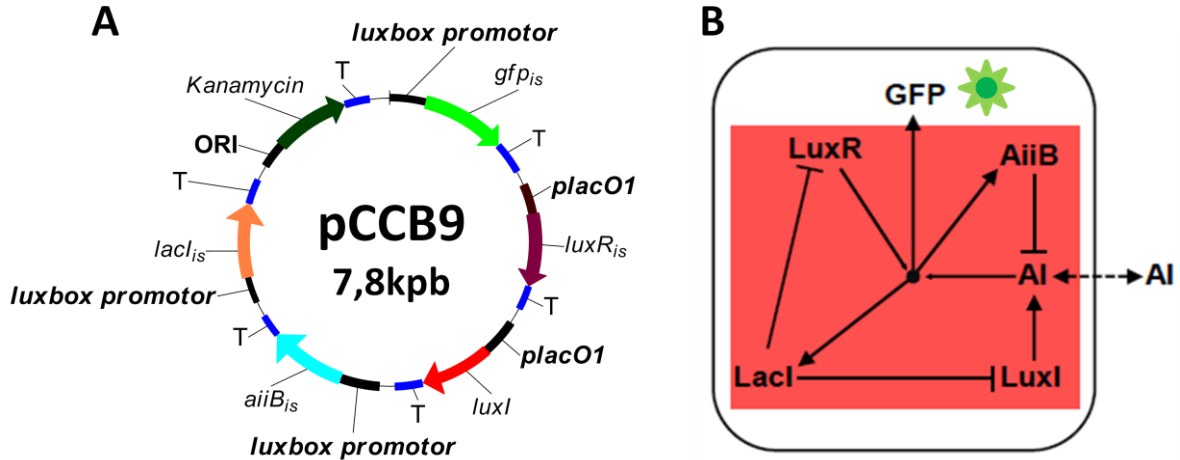 A
luxbox promotor
gfpis
T
placO1
luxRis
T
placO1
luxI
T
luxbox promotor
aiiBis
T
luxbox promotor
lacIis
T
ORI
Kanamycin
T
pCCB9
7,8kpb
B
GFP
LuxR
AiiB
AI
AI
LacI
LuxI